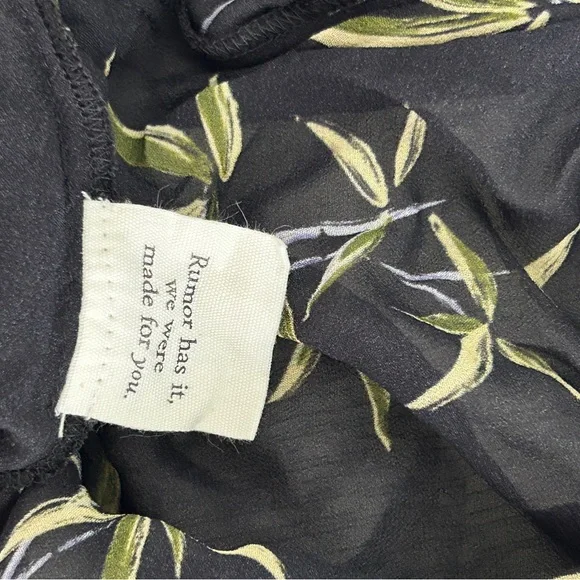 Rumor has it,
we were
made for you.